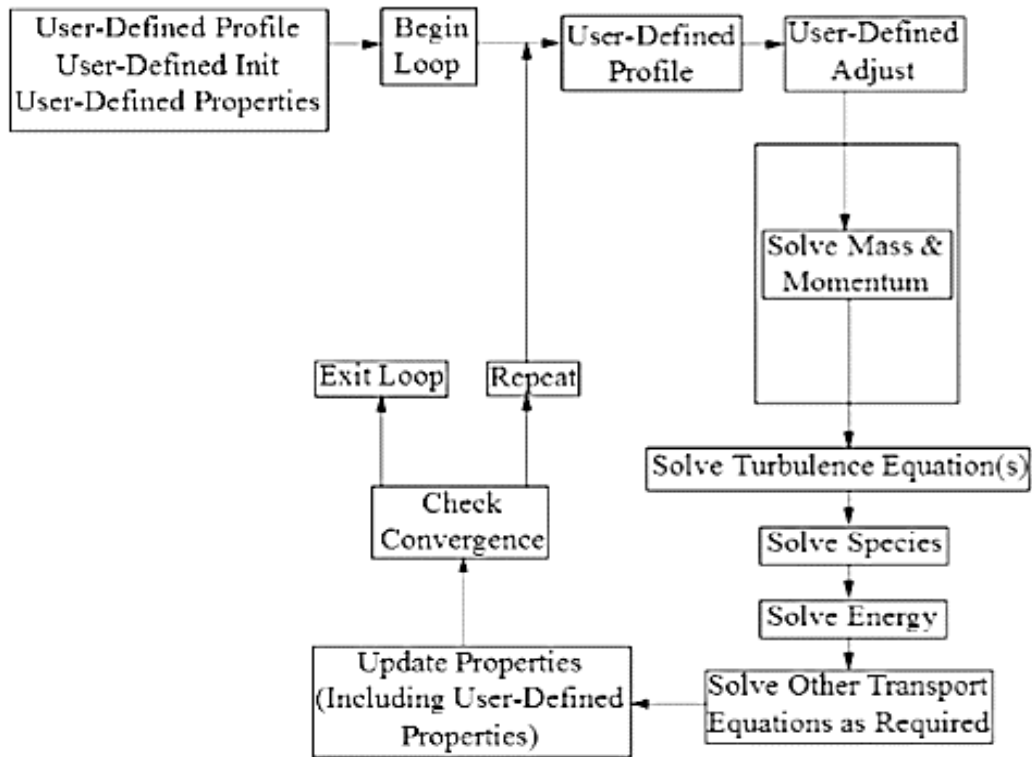 User-Defined Profile
User-Defined Init
User-Defined Properties
Begin
Loop
User-Defined
Profile
User-Defined
Adjust
Solve Mass &
Momentum
Exit Loop
Repeat
Solve Turbulence Equation(s)
Check
Convergence
Solve Species
Solve Energy
Update Properties
(Including User-Defined
Properties)
Solve Other Transport
Equations as Required